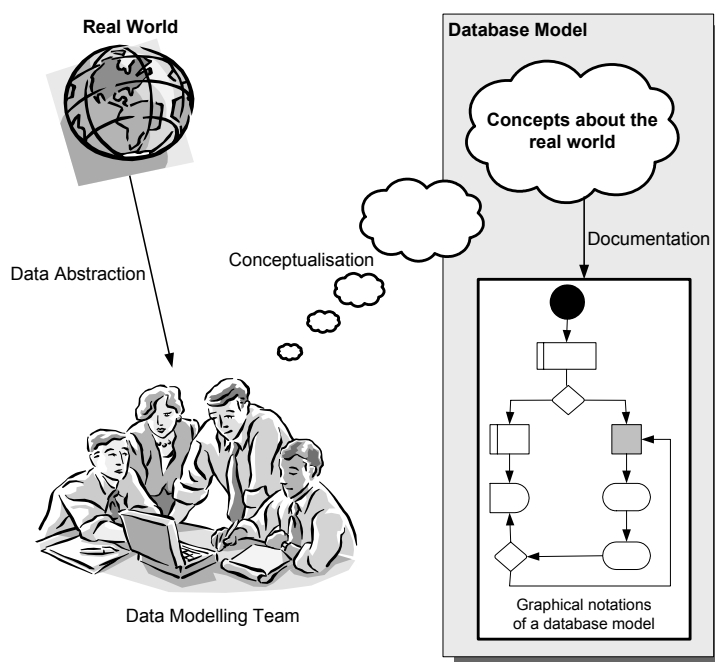 Real World
Database Model
Concepts about the
real world
Documentation
Conceptualisation
Data Abstraction
Data Modelling Team
Graphical notations
of a database model